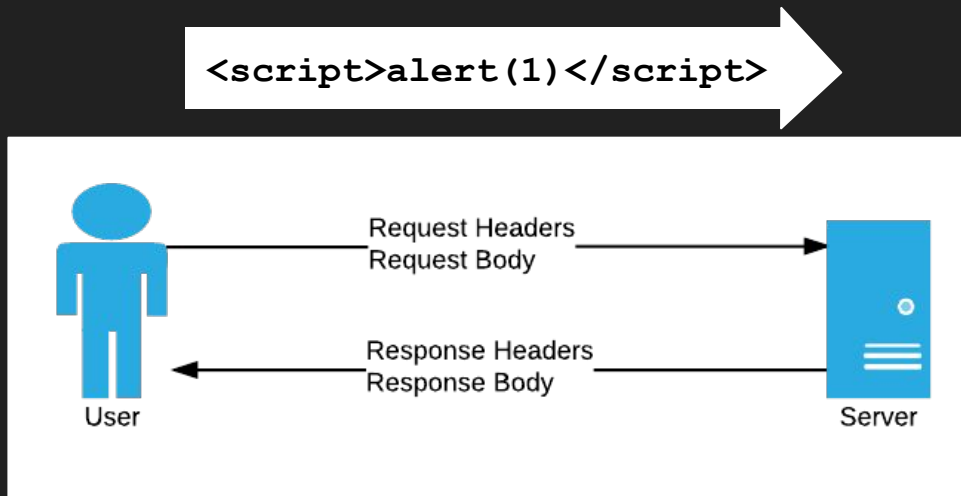 <script>alert(1)</script>
Request Headers
Request Body
Response Headers
Response Body
User
Server